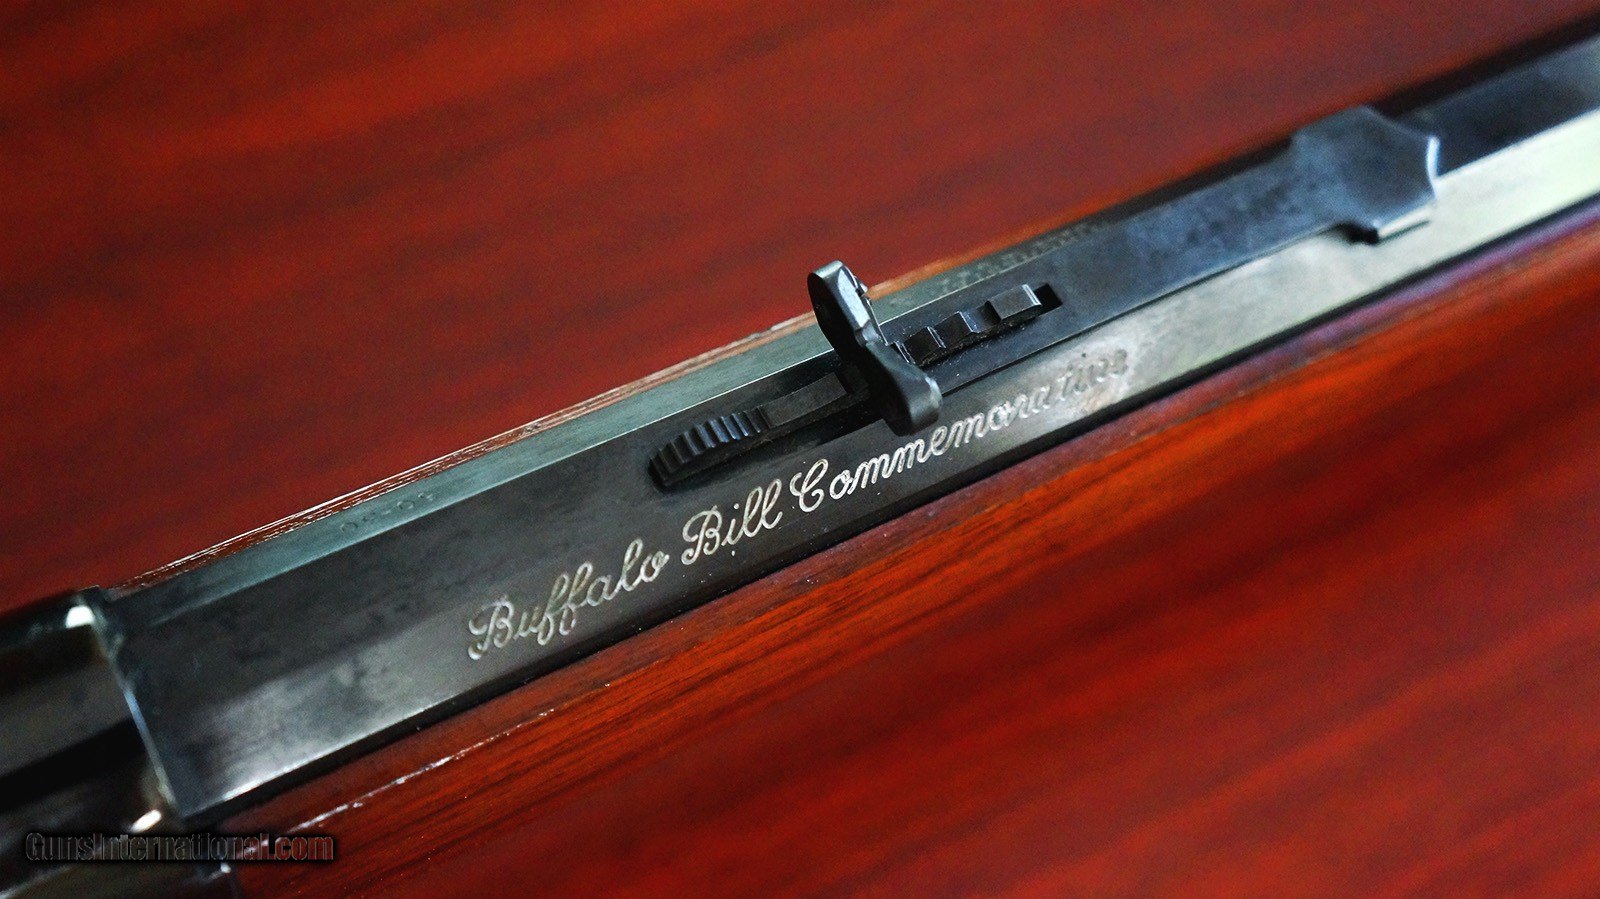 Buffalo Bill Commemorative
GunsInternational.com